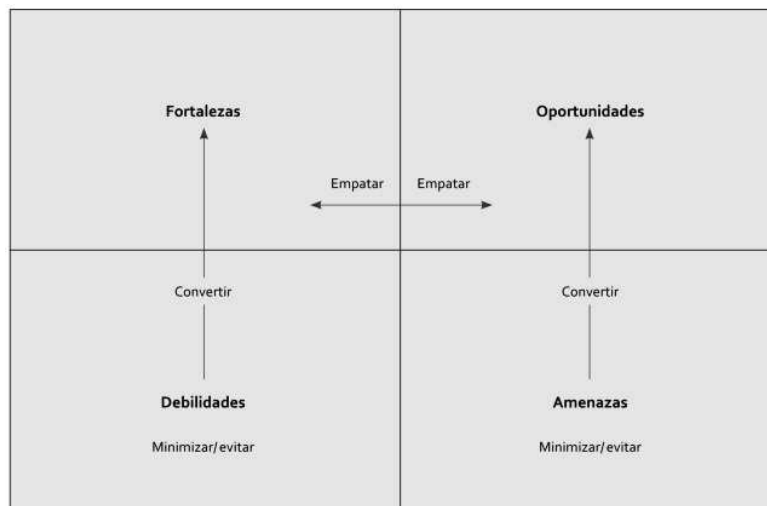 Fortalezas
Oportunidades
Empatar
Empatar
Convertir
Convertir
Debilidades
Amenazas
Minimizar/evitar
Minimizar/evitar